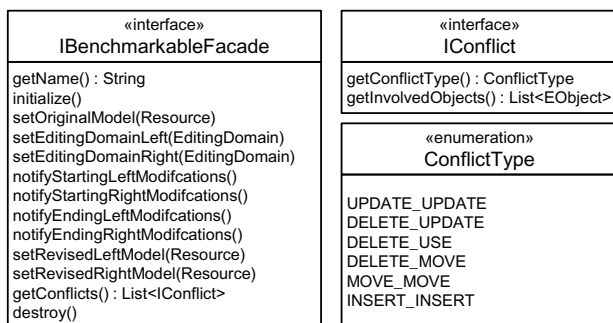 «interface»
IBenchmarkableFacade
getName() : String
initialize()
setOriginalModel(Resource)
setEditingDomainLeft(EditingDomain)
setEditingDomainRight(EditingDomain)
notifyStartingLeftModifcations()
notifyStartingRightModifcations()
notifyEndingLeftModifcations()
notifyEndingRightModifcations()
setRevisedLeftModel(Resource)
setRevisedRightModel(Resource)
getConflicts() : List<IConflict>
destroy()
«interface»
IConflict
getConflictType() : ConflictType
getInvolvedObjects() : List<EObject>
«enumeration»
ConflictType
UPDATE_UPDATE
DELETE_UPDATE
DELETE_USE
DELETE_MOVE
MOVE_MOVE
INSERT_INSERT